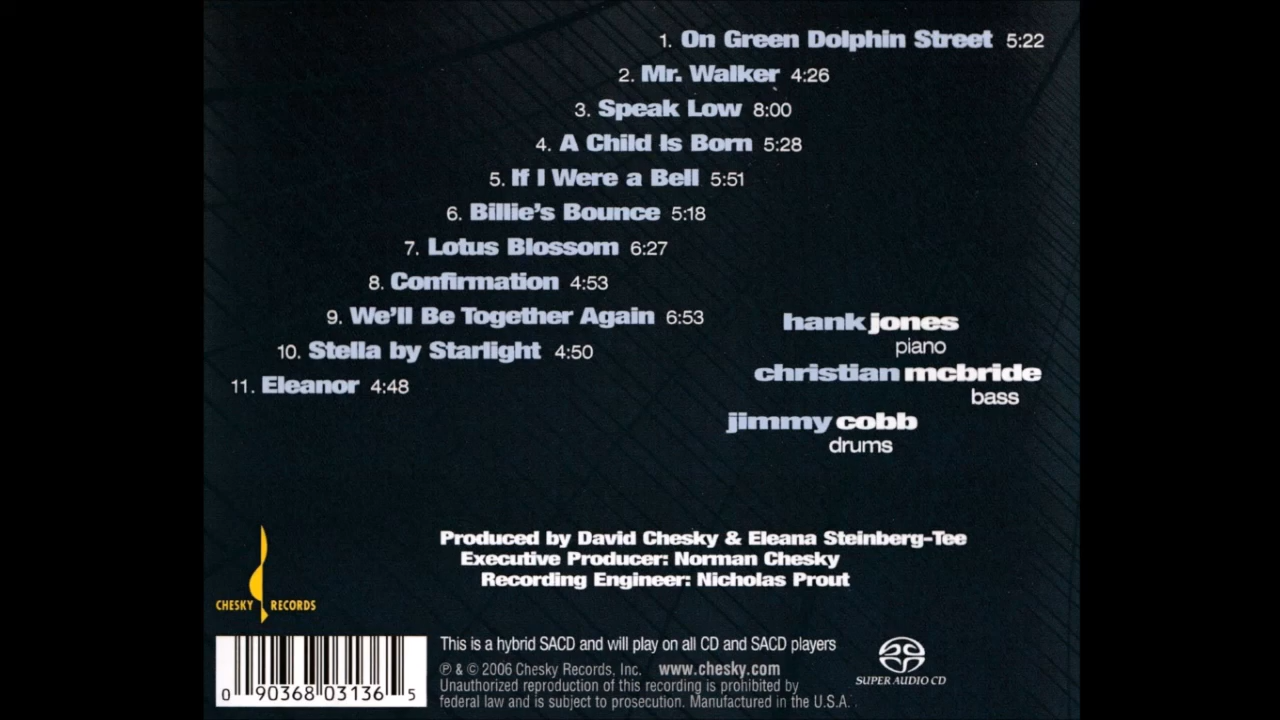 1. On Green Dolphin Street 5:22
2. Mr. Walker 4:26
3. Speak Low 8:00
4. A Child Is Born 5:28
5. If I Were a Bell 5:51
6. Billie's Bounce 5:18
7. Lotus Blossom 6:27
8. Confirmation 4:53
9. We'll Be Together Again 6:53
10. Stella by Starlight 4:50
11. Eleanor 4:48
hank jones
piano
christian mcbride
bass
jimmy cobb
drums
Produced by David Chesky & Eleana Steinberg-Tee
Executive Producer: Norman Chesky
Recording Engineer: Nicholas Prout
CHESKY RECORDS
This is a hybrid SACD and will play on all CD and SACD players
℗ & © 2006 Chesky Records, Inc. www.chesky.com
Unauthorized reproduction of this recording is prohibited by
federal law and is subject to prosecution. Manufactured in the U.S.A.
SUPER AUDIO CD
0 90368 03136 5